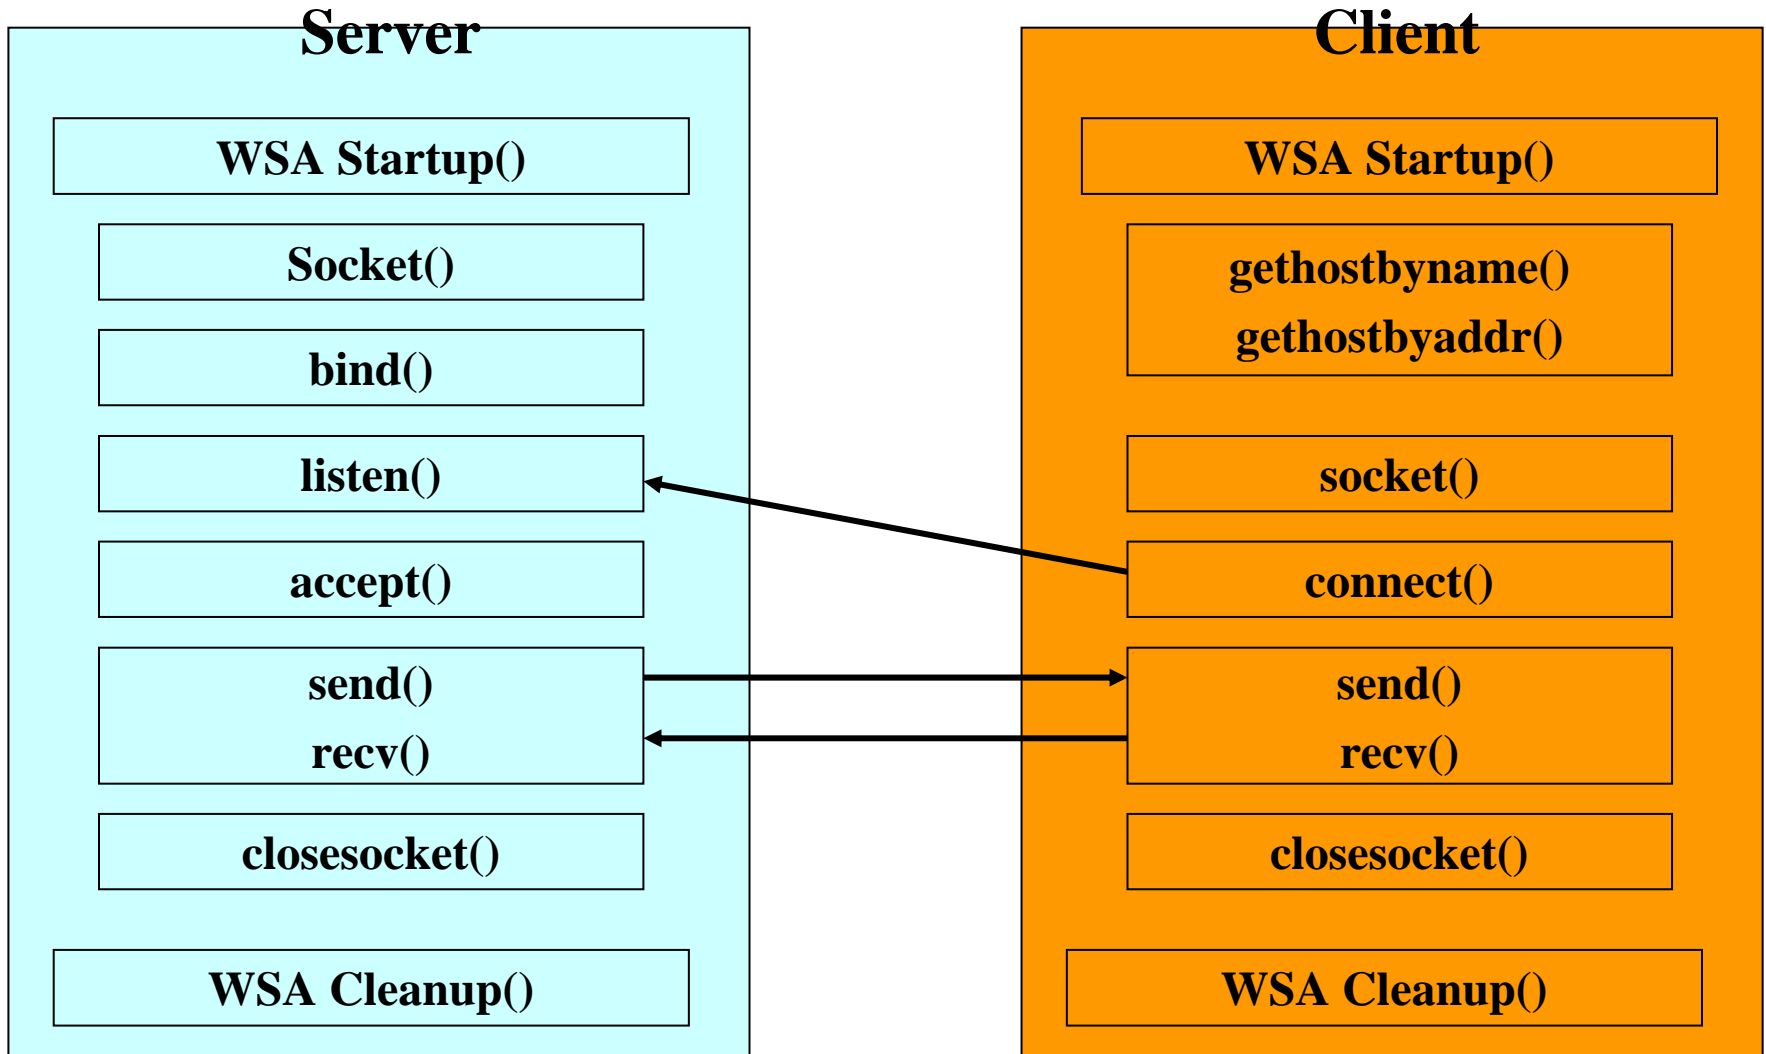 Server
WSA Startup()
Socket()
bind()
listen()
accept()
send()
recv()
closesocket()
WSA Cleanup()
Client
WSA Startup()
gethostbyname()
gethostbyaddr()
socket()
connect()
send()
recv()
closesocket()
WSA Cleanup()